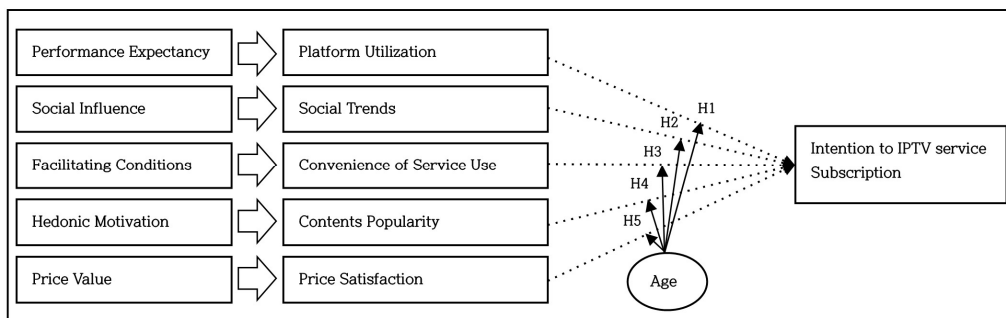 Performance Expectancy
Platform Utilization
Social Influence
Social Trends
Facilitating Conditions
Convenience of Service Use
Hedonic Motivation
Contents Popularity
Price Value
Price Satisfaction
H1
H2
H3
H4
H5
Age
Intention to IPTV service
Subscription